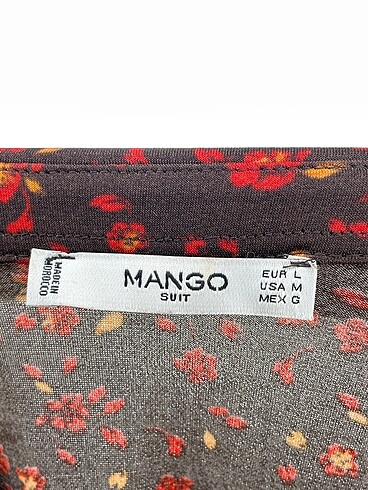 MADE IN
MOROCCO
MANGO
SUIT
EUR L
USA M
MEX G